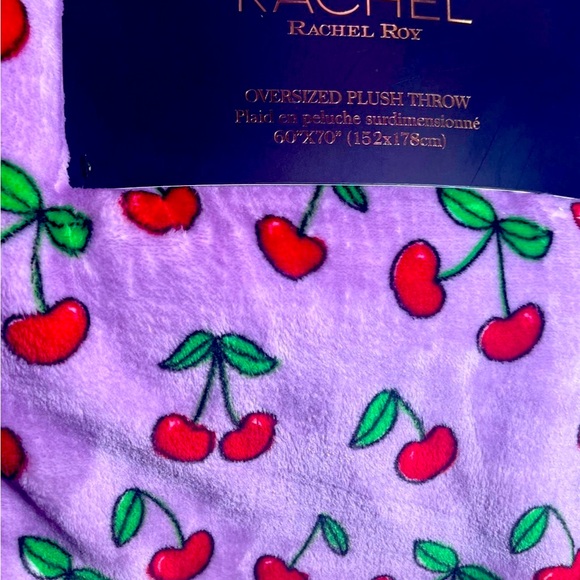 RACHEL
RACHEL ROY
OVERSIZED PLUSH THROW
Plaid en peluche surdimensionné
60"X70" (152x178cm)